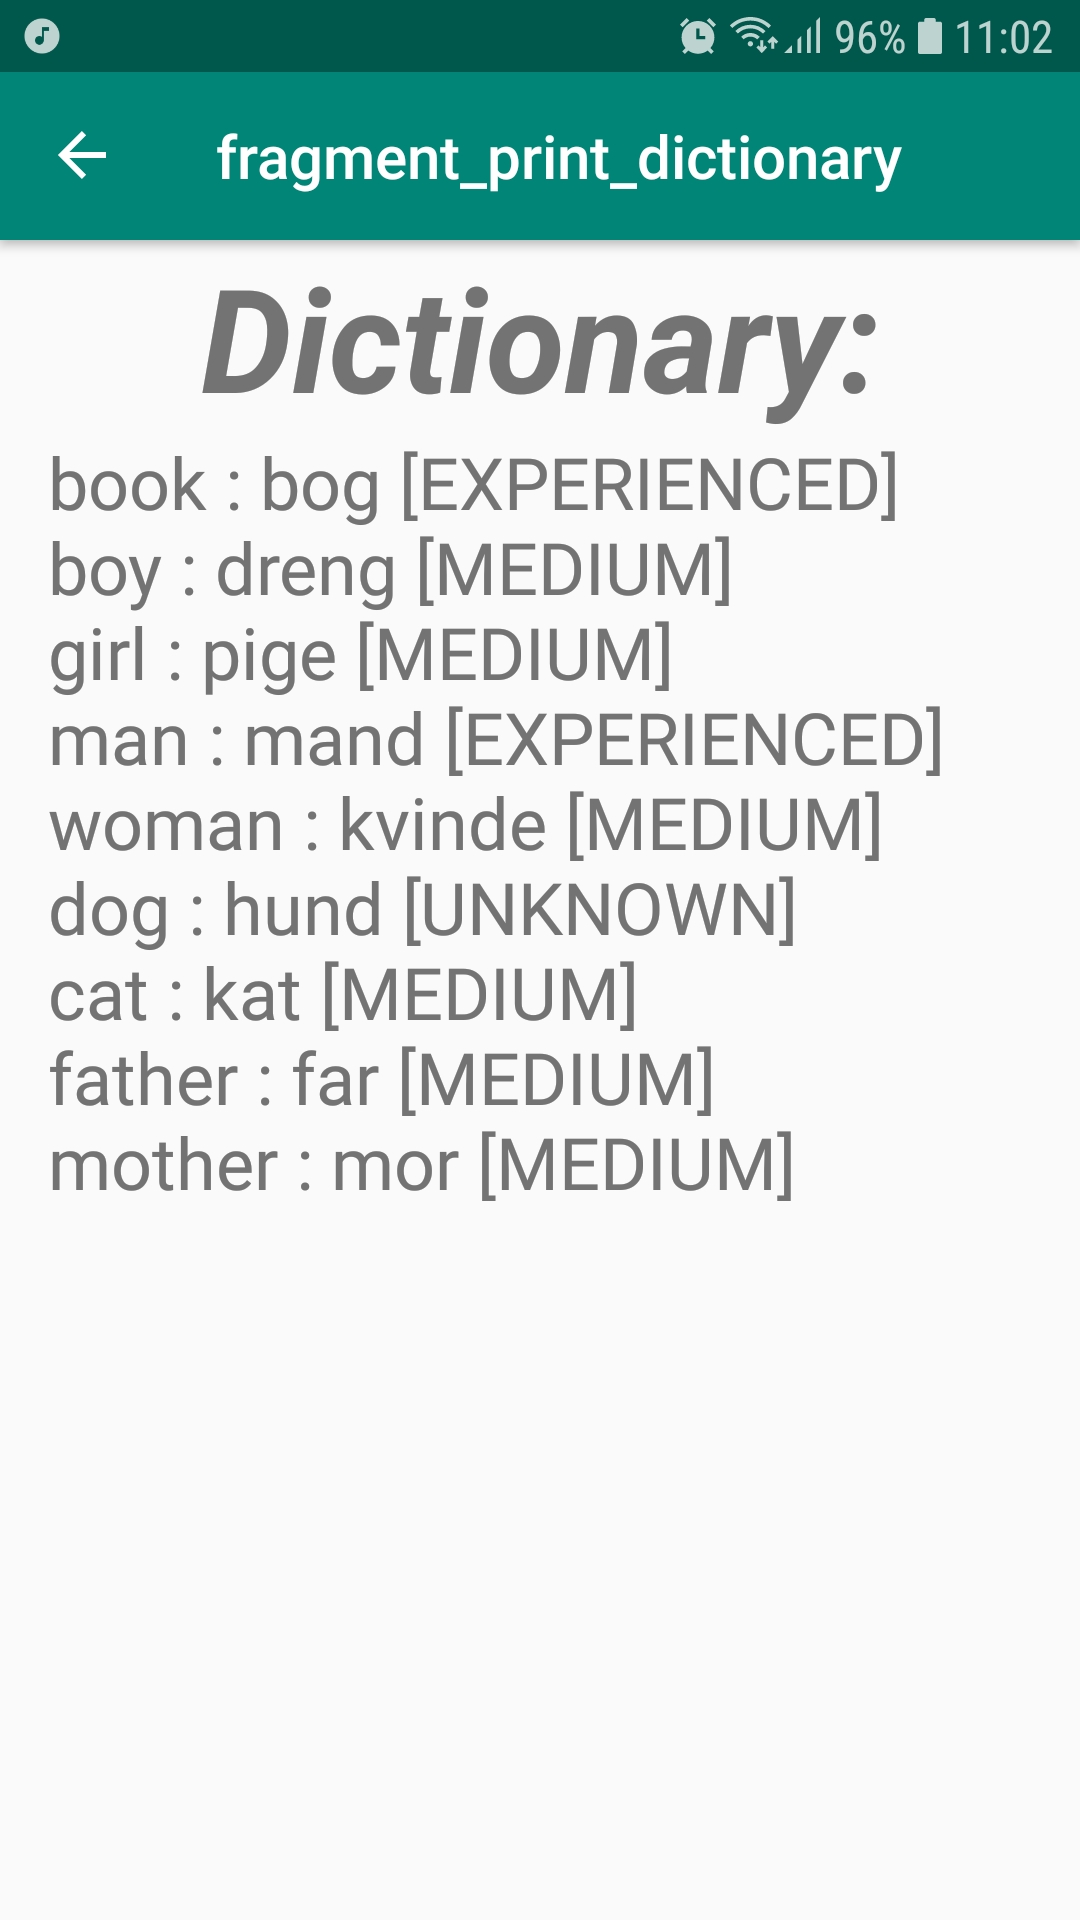 96% 11:02
fragment_print_dictionary
Dictionary:
book : bog [EXPERIENCED]
boy : dreng [MEDIUM]
girl : pige [MEDIUM]
man : mand [EXPERIENCED]
woman : kvinde [MEDIUM]
dog : hund [UNKNOWN]
cat : kat [MEDIUM]
father : far [MEDIUM]
mother : mor [MEDIUM]